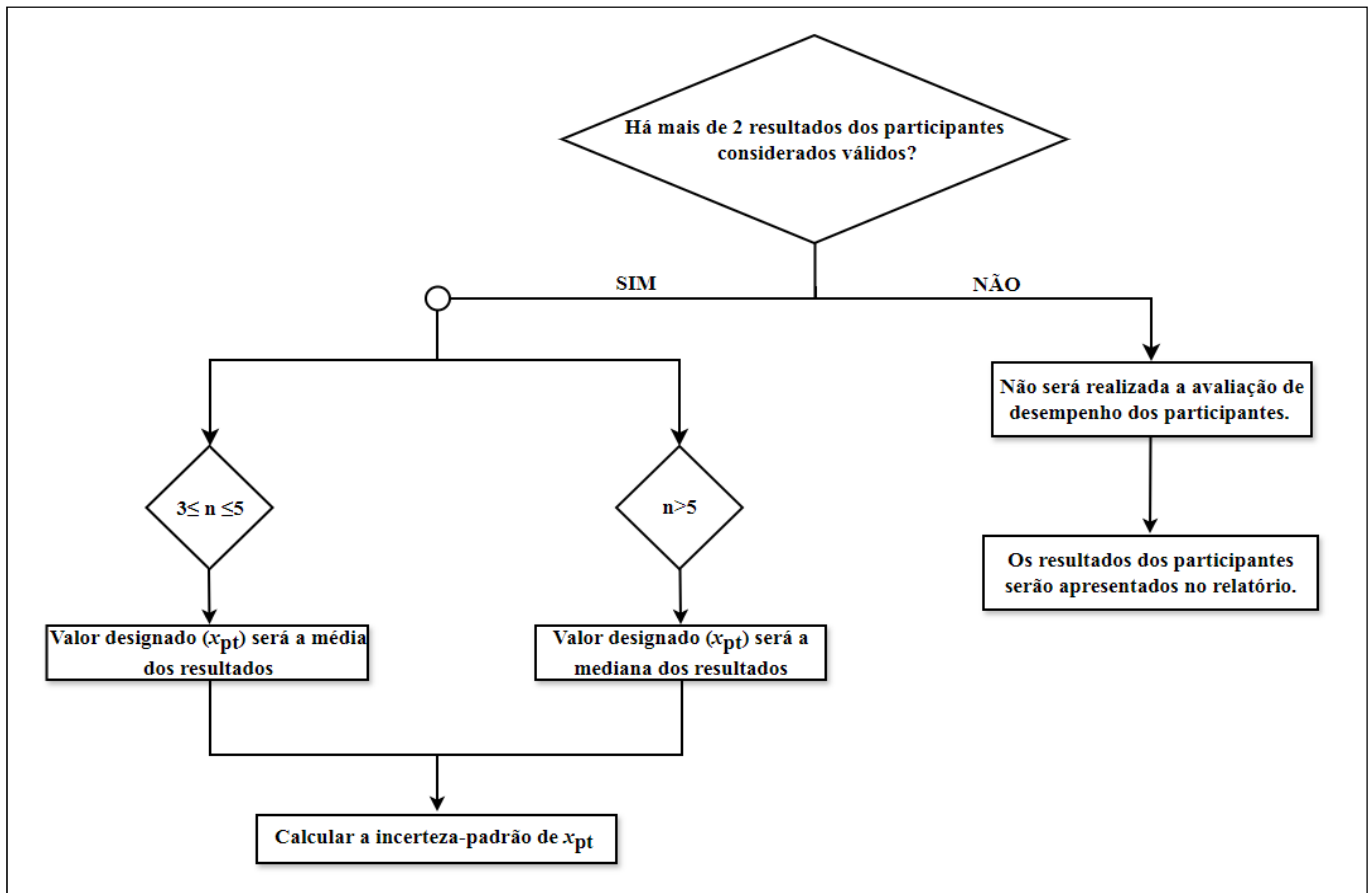 Há mais de 2 resultados dos participantes
considerados válidos?
SIM
NÃO
Não será realizada a avaliação de
desempenho dos participantes.
3≤ n ≤5
n>5
Os resultados dos participantes
serão apresentados no relatório.
Valor designado (xpt) será a média
dos resultados
Valor designado (xpt) será a
mediana dos resultados
Calcular a incerteza-padrão de xpt